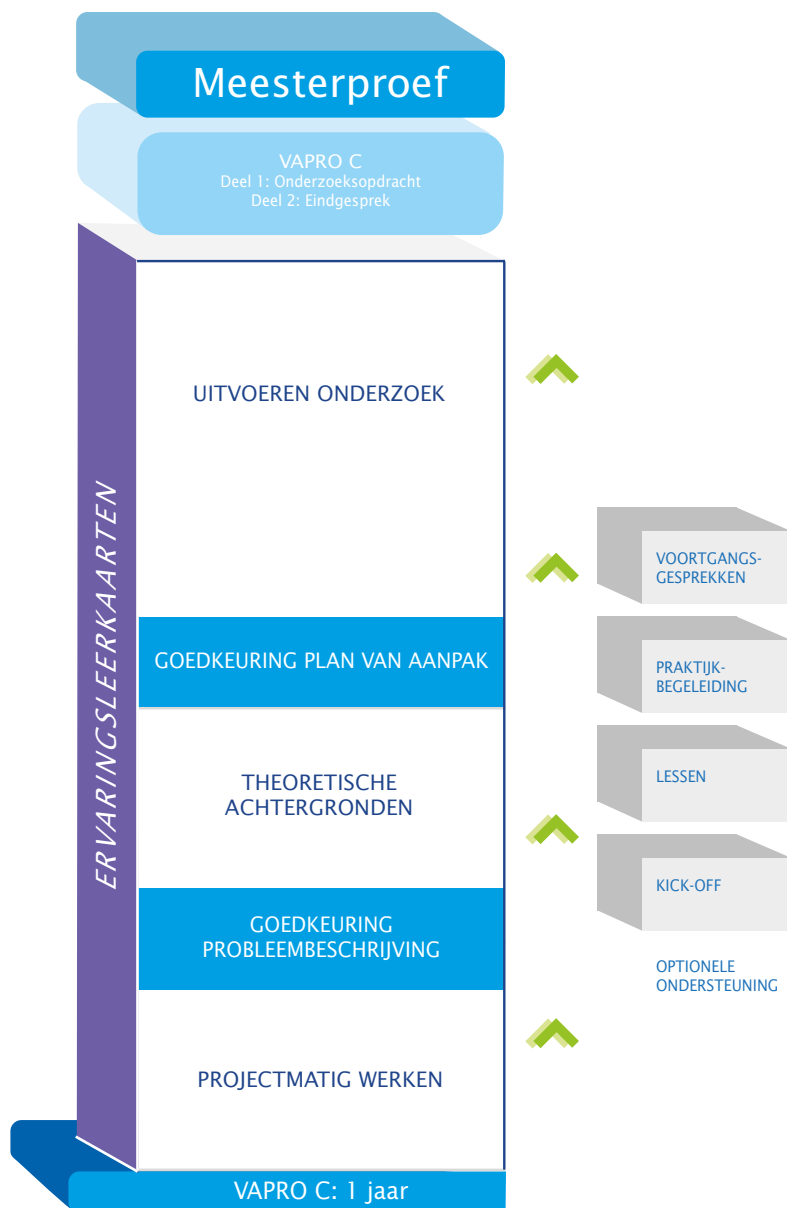 Meesterproef
VAPRO C
Deel 1: Onderzoeksopdracht
Deel 2: Eindgesprek
ERVARINGSLEERKAARTEN
UITVOEREN ONDERZOEK
GOEDKEURING PLAN VAN AANPAK
THEORETISCHE
ACHTERGRONDEN
GOEDKEURING
PROBLEEMBESCHRIJVING
PROJECTMATIG WERKEN
VAPRO C: 1 jaar
VOORTGANGS-
GESPREKKEN
PRAKTIJK-
BEGELEIDING
LESSEN
KICK-OFF
OPTIONELE
ONDERSTEUNING